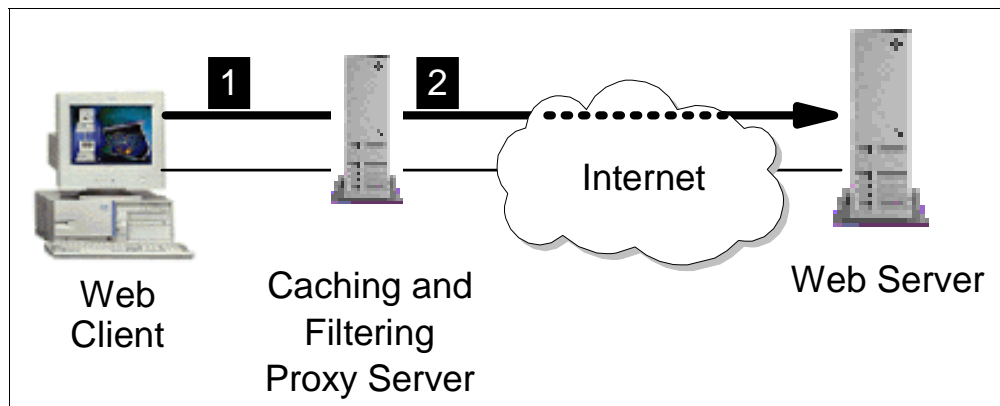 1
2
Internet
Web
Client
Caching and
Filtering
Proxy Server
Web Server